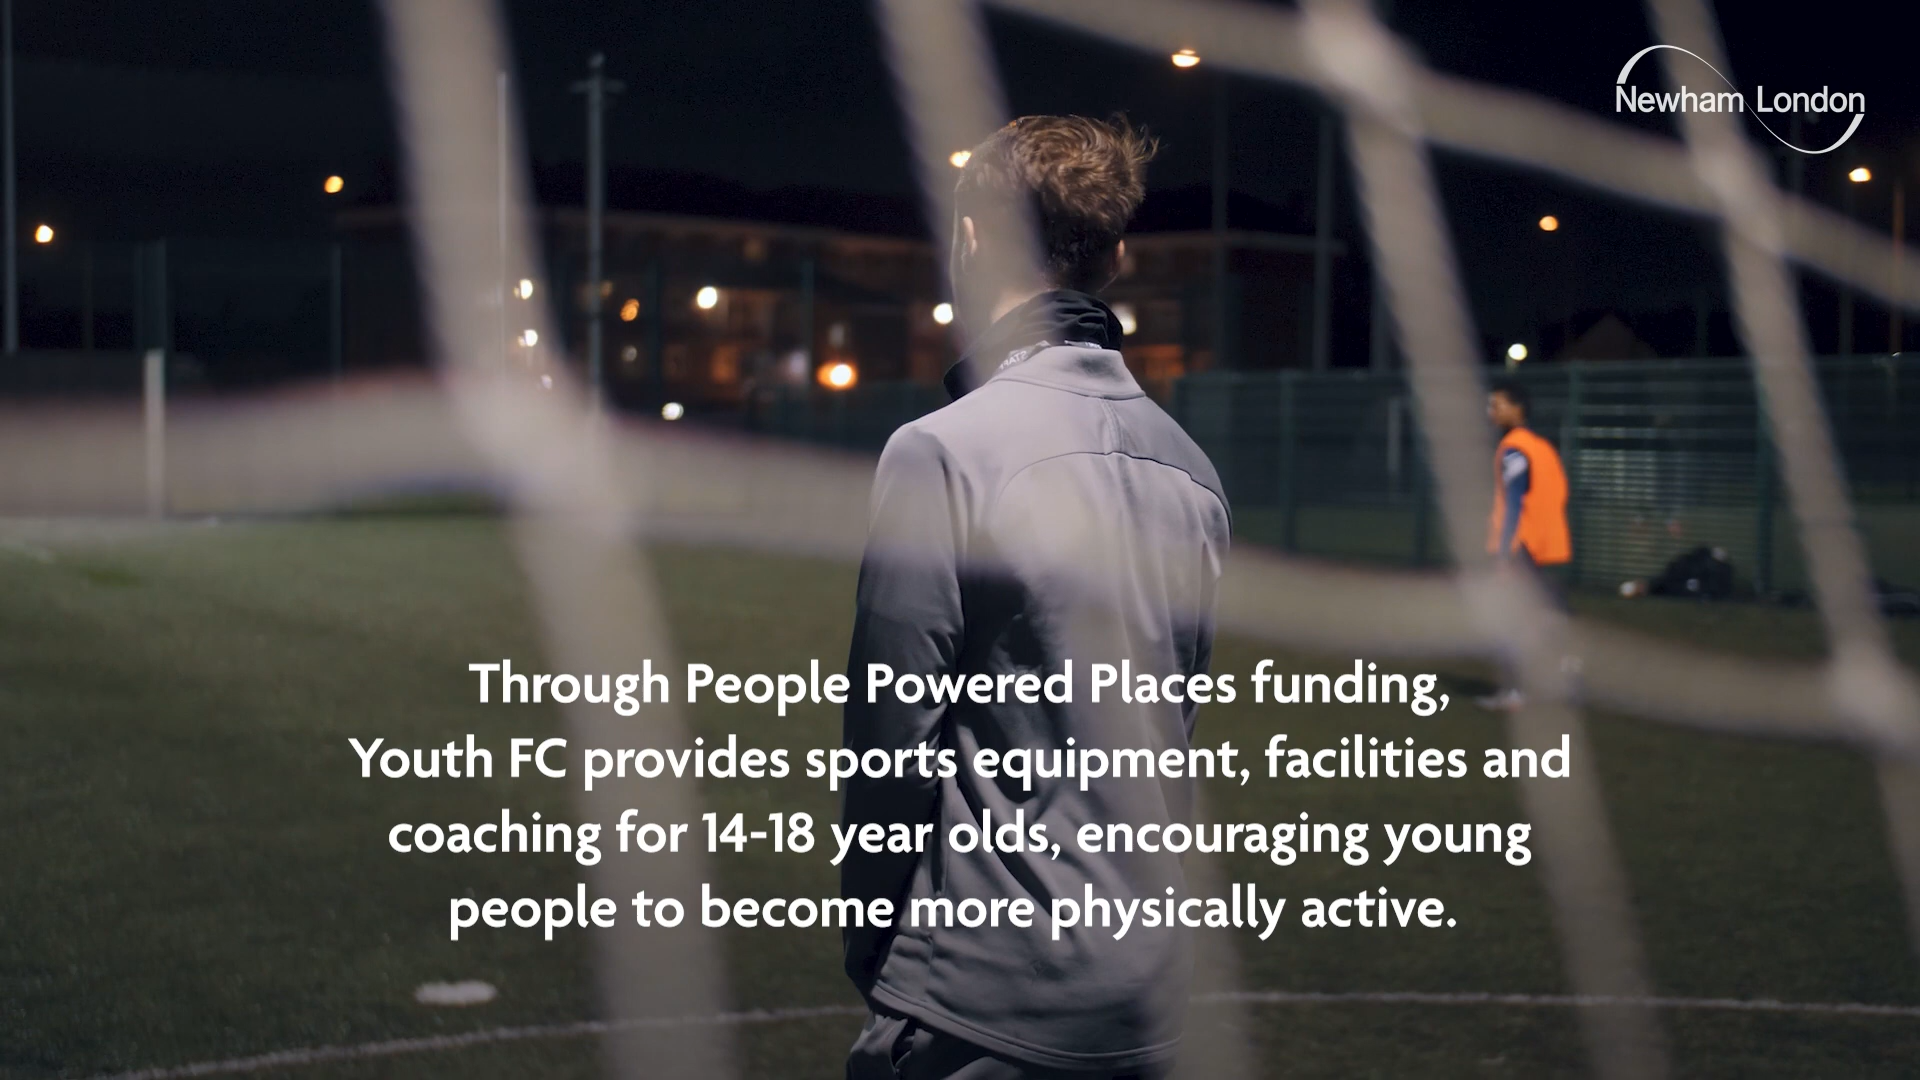 Newham London
Through People Powered Places funding,
Youth FC provides sports equipment, facilities and
coaching for 14-18 year olds, encouraging young
people to become more physically active.